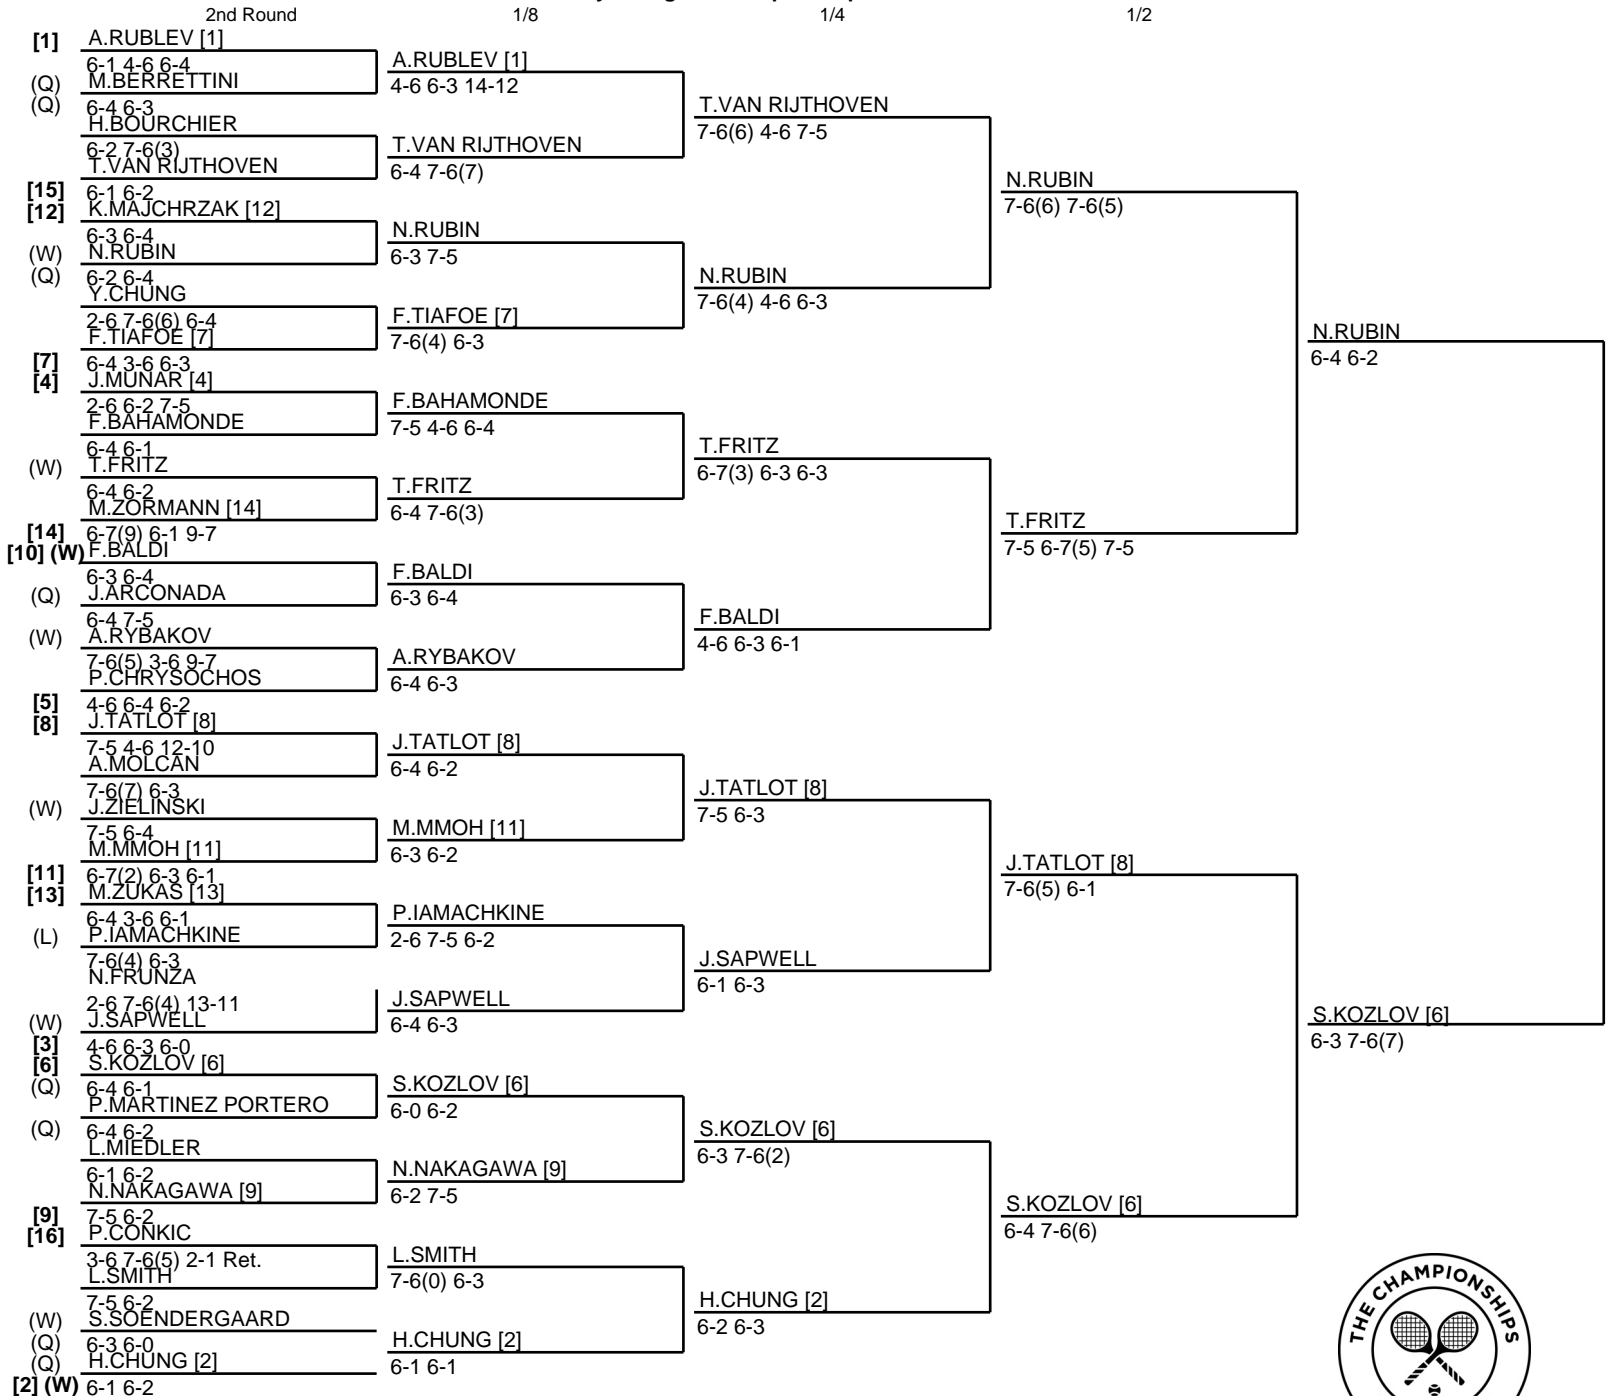 2nd Round 1/8 1/4 1/2
[1] A.RUBLEV [1]
6-1 4-6 6-4
(Q) M.BERRETTINI
(Q) 6-4 6-3
H.BOURCHIER
6-2 7-6(3)
T.VAN RIJTHOVEN
[15] 6-1 6-2
[12] K.MAJCHRZAK [12]
6-3 6-4
(W) N.RUBIN
(Q) 6-2 6-4
Y.CHUNG
2-6 7-6(6) 6-4
F.TIAFOE [7]
[7] 6-4 3-6 6-3
[4] J.MUNAR [4]
2-6 6-2 7-5
F.BAHAMONDE
6-4 6-1
(W) T.FRITZ
6-4 6-2
M.ZORMANN [14]
[14] 6-7(9) 6-1 9-7
[10] (W) F.BALDI
6-3 6-4
(Q) J.ARCONADA
6-4 7-5
(W) A.RYBAKOV
7-6(5) 3-6 9-7
P.CHRYSOCHOS
[5] 4-6 6-4 6-2
[8] J.TATLOT [8]
7-5 4-6 12-10
A.MOLCAN
7-6(7) 6-3
(W) J.ZIELINSKI
7-5 6-4
M.MMOH [11]
[11] 6-7(2) 6-3 6-1
[13] M.ZUKAS [13]
6-4 3-6 6-1
(L) P.IAMACHKINE
7-6(4) 6-3
N.FRUNZA
2-6 7-6(4) 13-11
(W) J.SAPWELL
[3] 4-6 6-3 6-0
[6] S.KOZLOV [6]
(Q) 6-4 6-1
P.MARTINEZ PORTERO
(Q) 6-4 6-2
L.MIEDLER
6-1 6-2
N.NAKAGAWA [9]
[9] 7-5 6-2
[16] P.CONKIC
3-6 7-6(5) 2-1 Ret.
L.SMITH
7-5 6-2
(W) S.SOENDERGAARD
(Q) 6-3 6-0
(Q) H.CHUNG [2]
[2] (W) 6-1 6-2
A.RUBLEV [1]
4-6 6-3 14-12
T.VAN RIJTHOVEN
6-4 7-6(7)
N.RUBIN
6-3 7-5
F.TIAFOE [7]
7-6(4) 6-3
F.BAHAMONDE
7-5 4-6 6-4
T.FRITZ
6-4 7-6(3)
F.BALDI
6-3 6-4
A.RYBAKOV
6-4 6-3
J.TATLOT [8]
6-4 6-2
M.MMOH [11]
6-3 6-2
P.IAMACHKINE
2-6 7-5 6-2
J.SAPWELL
6-4 6-3
S.KOZLOV [6]
6-0 6-2
N.NAKAGAWA [9]
6-2 7-5
L.SMITH
7-6(0) 6-3
H.CHUNG [2]
6-1 6-1
T.VAN RIJTHOVEN
7-6(6) 4-6 7-5
N.RUBIN
7-6(4) 4-6 6-3
T.FRITZ
6-7(3) 6-3 6-3
F.BALDI
4-6 6-3 6-1
J.TATLOT [8]
7-5 6-3
J.SAPWELL
6-1 6-3
S.KOZLOV [6]
6-3 7-6(2)
H.CHUNG [2]
6-2 6-3
N.RUBIN
7-6(6) 7-6(5)
T.FRITZ
7-5 6-7(5) 7-5
J.TATLOT [8]
7-6(5) 6-1
S.KOZLOV [6]
6-4 7-6(6)
N.RUBIN
6-4 6-2
S.KOZLOV [6]
6-3 7-6(7)
THE CHAMPIONSHIPS